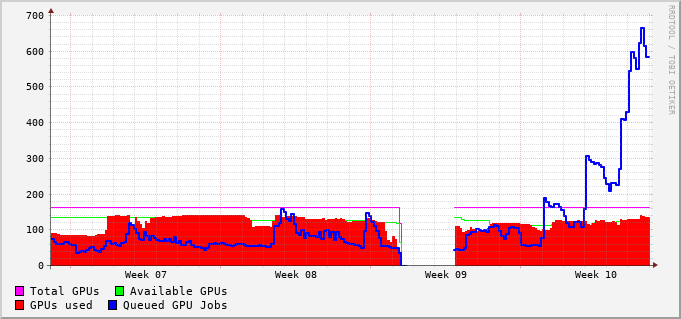 700
600
500
400
300
200
100
0
Week 07 Week 08 Week 09 Week 10
Total GPUs Available GPUs
GPUs used Queued GPU Jobs
RRDTOOL / TOBI OETIKER